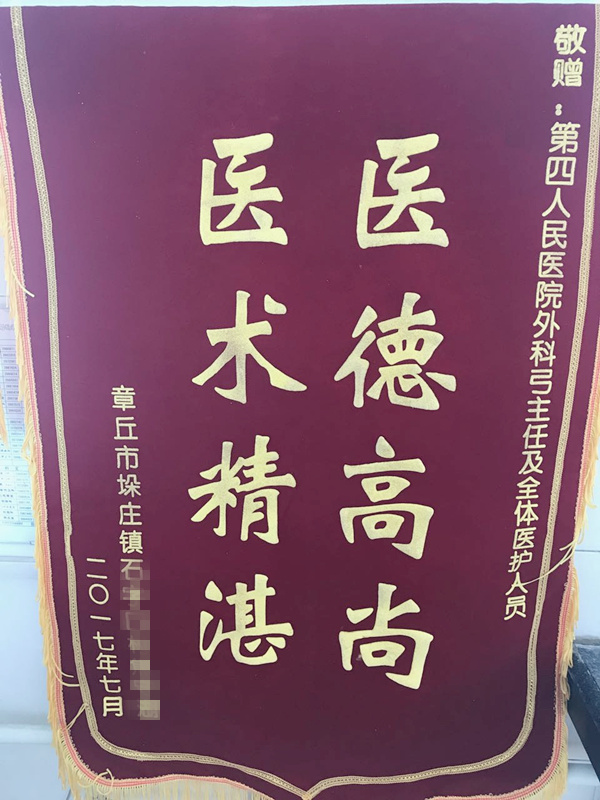 敬赠：第四人民医院外科弓主任及全体医护人员
医德高尚
医术精湛
章丘市垛庄镇石
二〇一七年七月